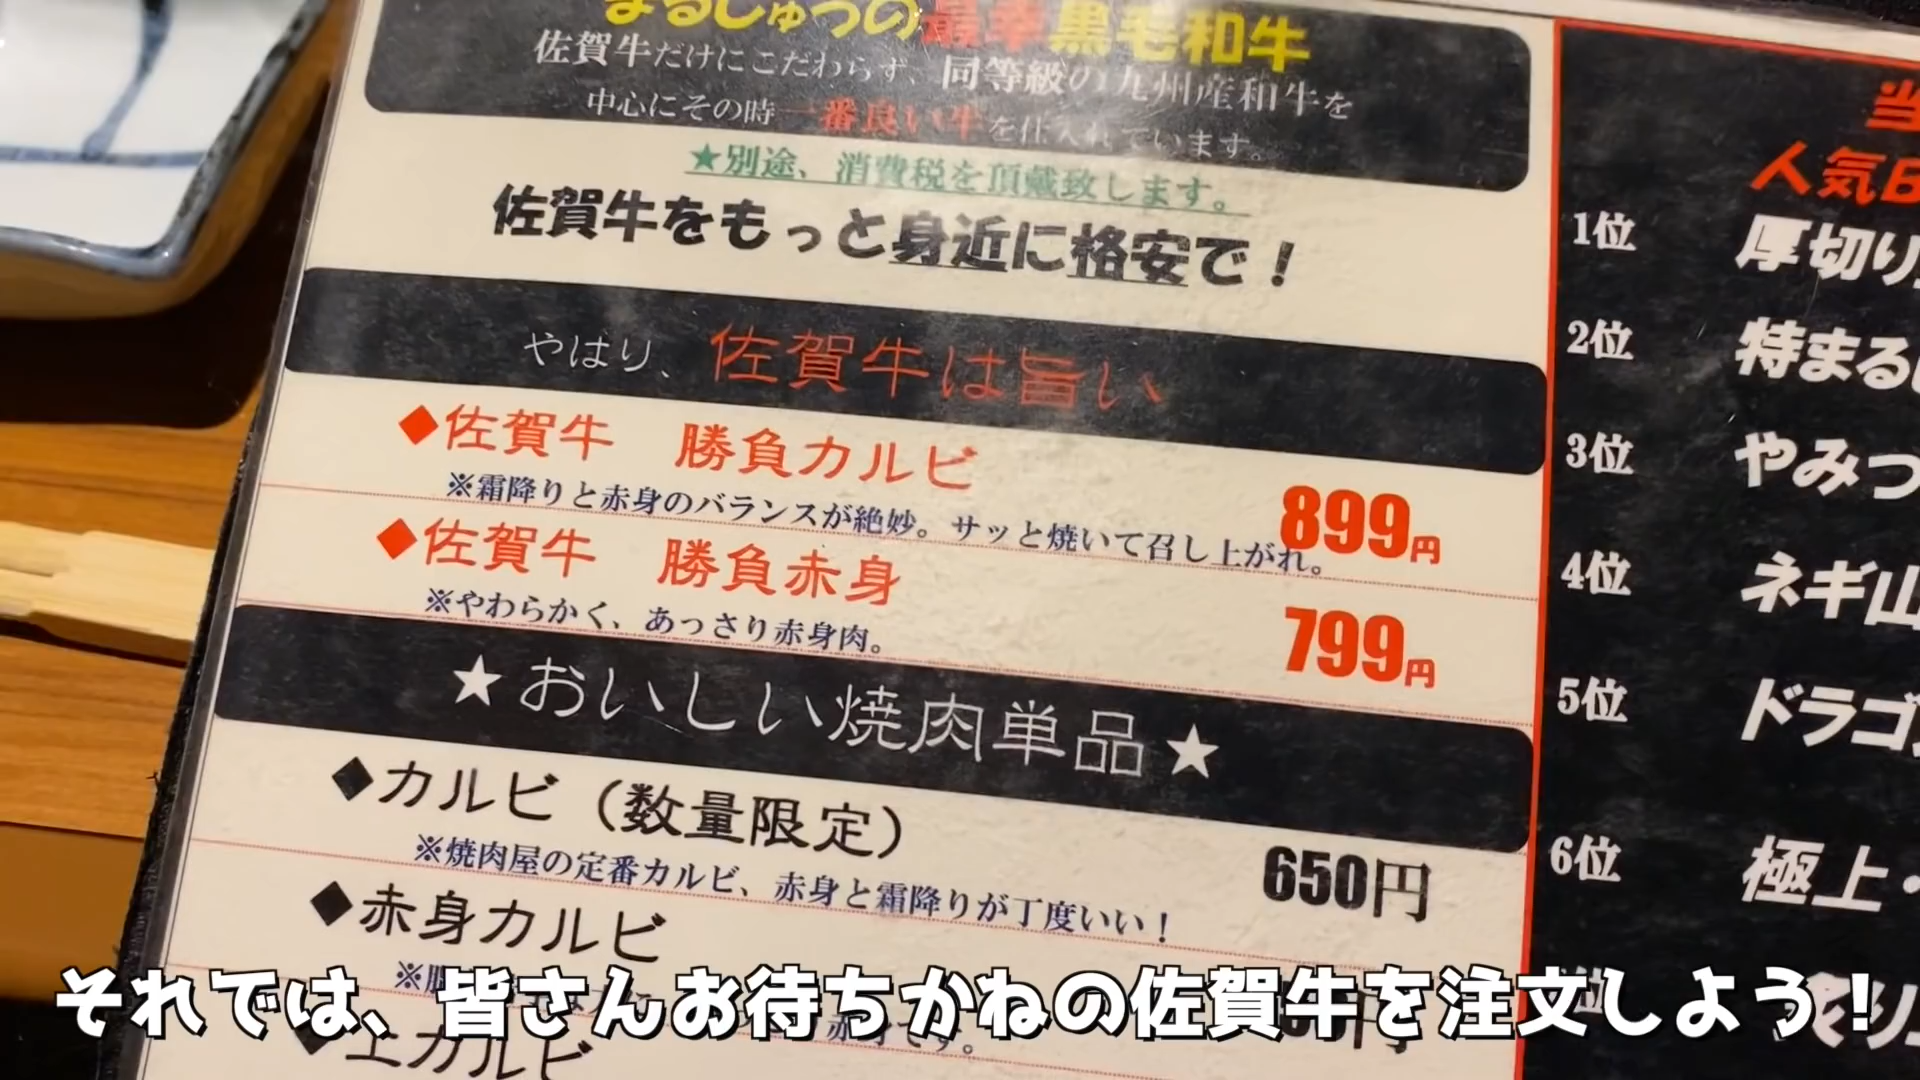 まるしゅうの最幸黒毛和牛
佐賀牛だけにこだわらず、同等級の九州産和牛を
中心にその時一番良い牛を仕入れています。
★別途、消費税を頂戴致します。
佐賀牛をもっと身近に格安で！
やはり、佐賀牛は旨い
◆佐賀牛　勝負カルビ
※霜降りと赤身のバランスが絶妙。サッと焼いて召し上がれ。
899円
◆佐賀牛　勝負赤身
※やわらかく、あっさり赤身肉。
799円
★おいしい焼肉単品★
◆カルビ（数量限定）
※焼肉屋の定番カルビ、赤身と霜降りが丁度いい！
650円
◆赤身カルビ
当
人気
1位 厚切り
2位 特まる
3位 やみつ
4位 ネギ山
5位 ドラゴ
6位 極上・
それでは、皆さんお待ちかねの佐賀牛を注文しよう！